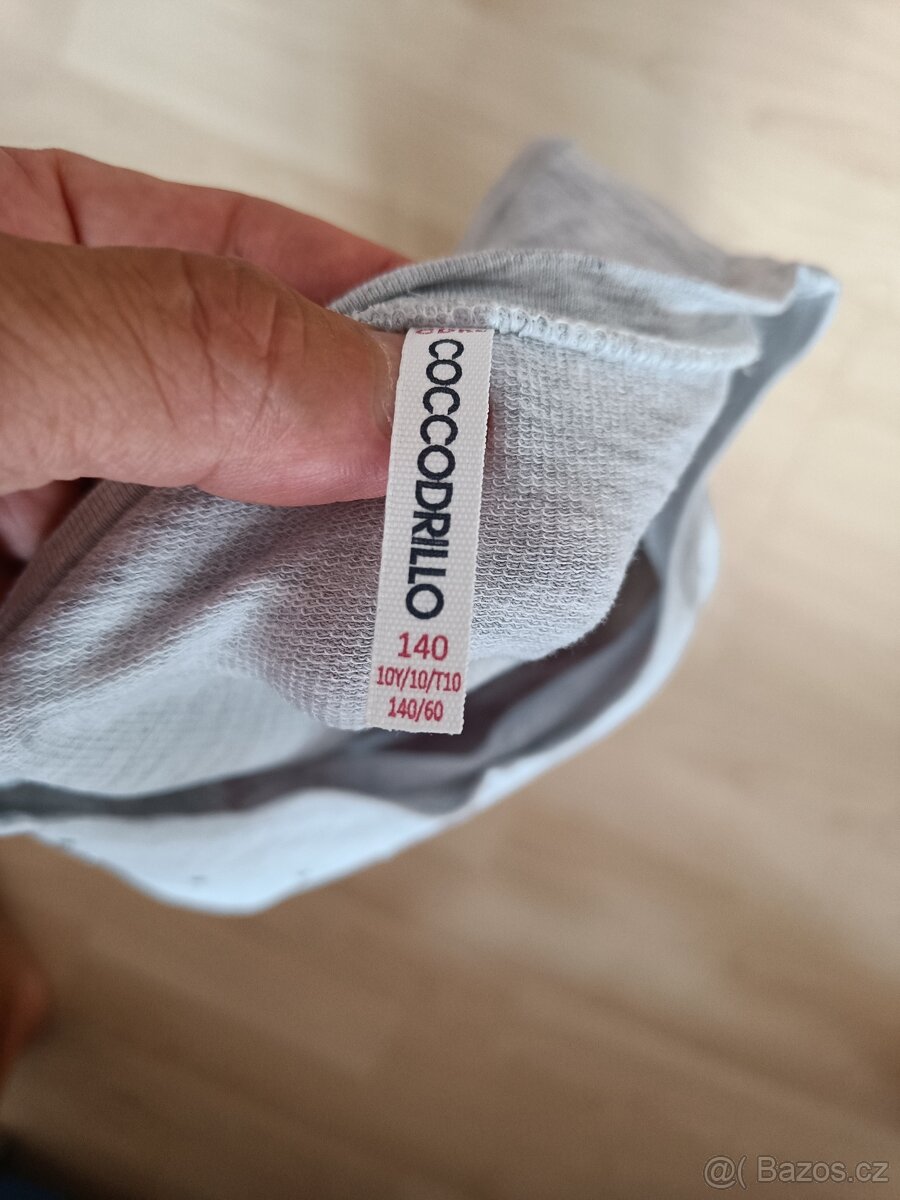 COCCODRILLO
140
10Y/10/T10
140/60
@( Bazos.cz